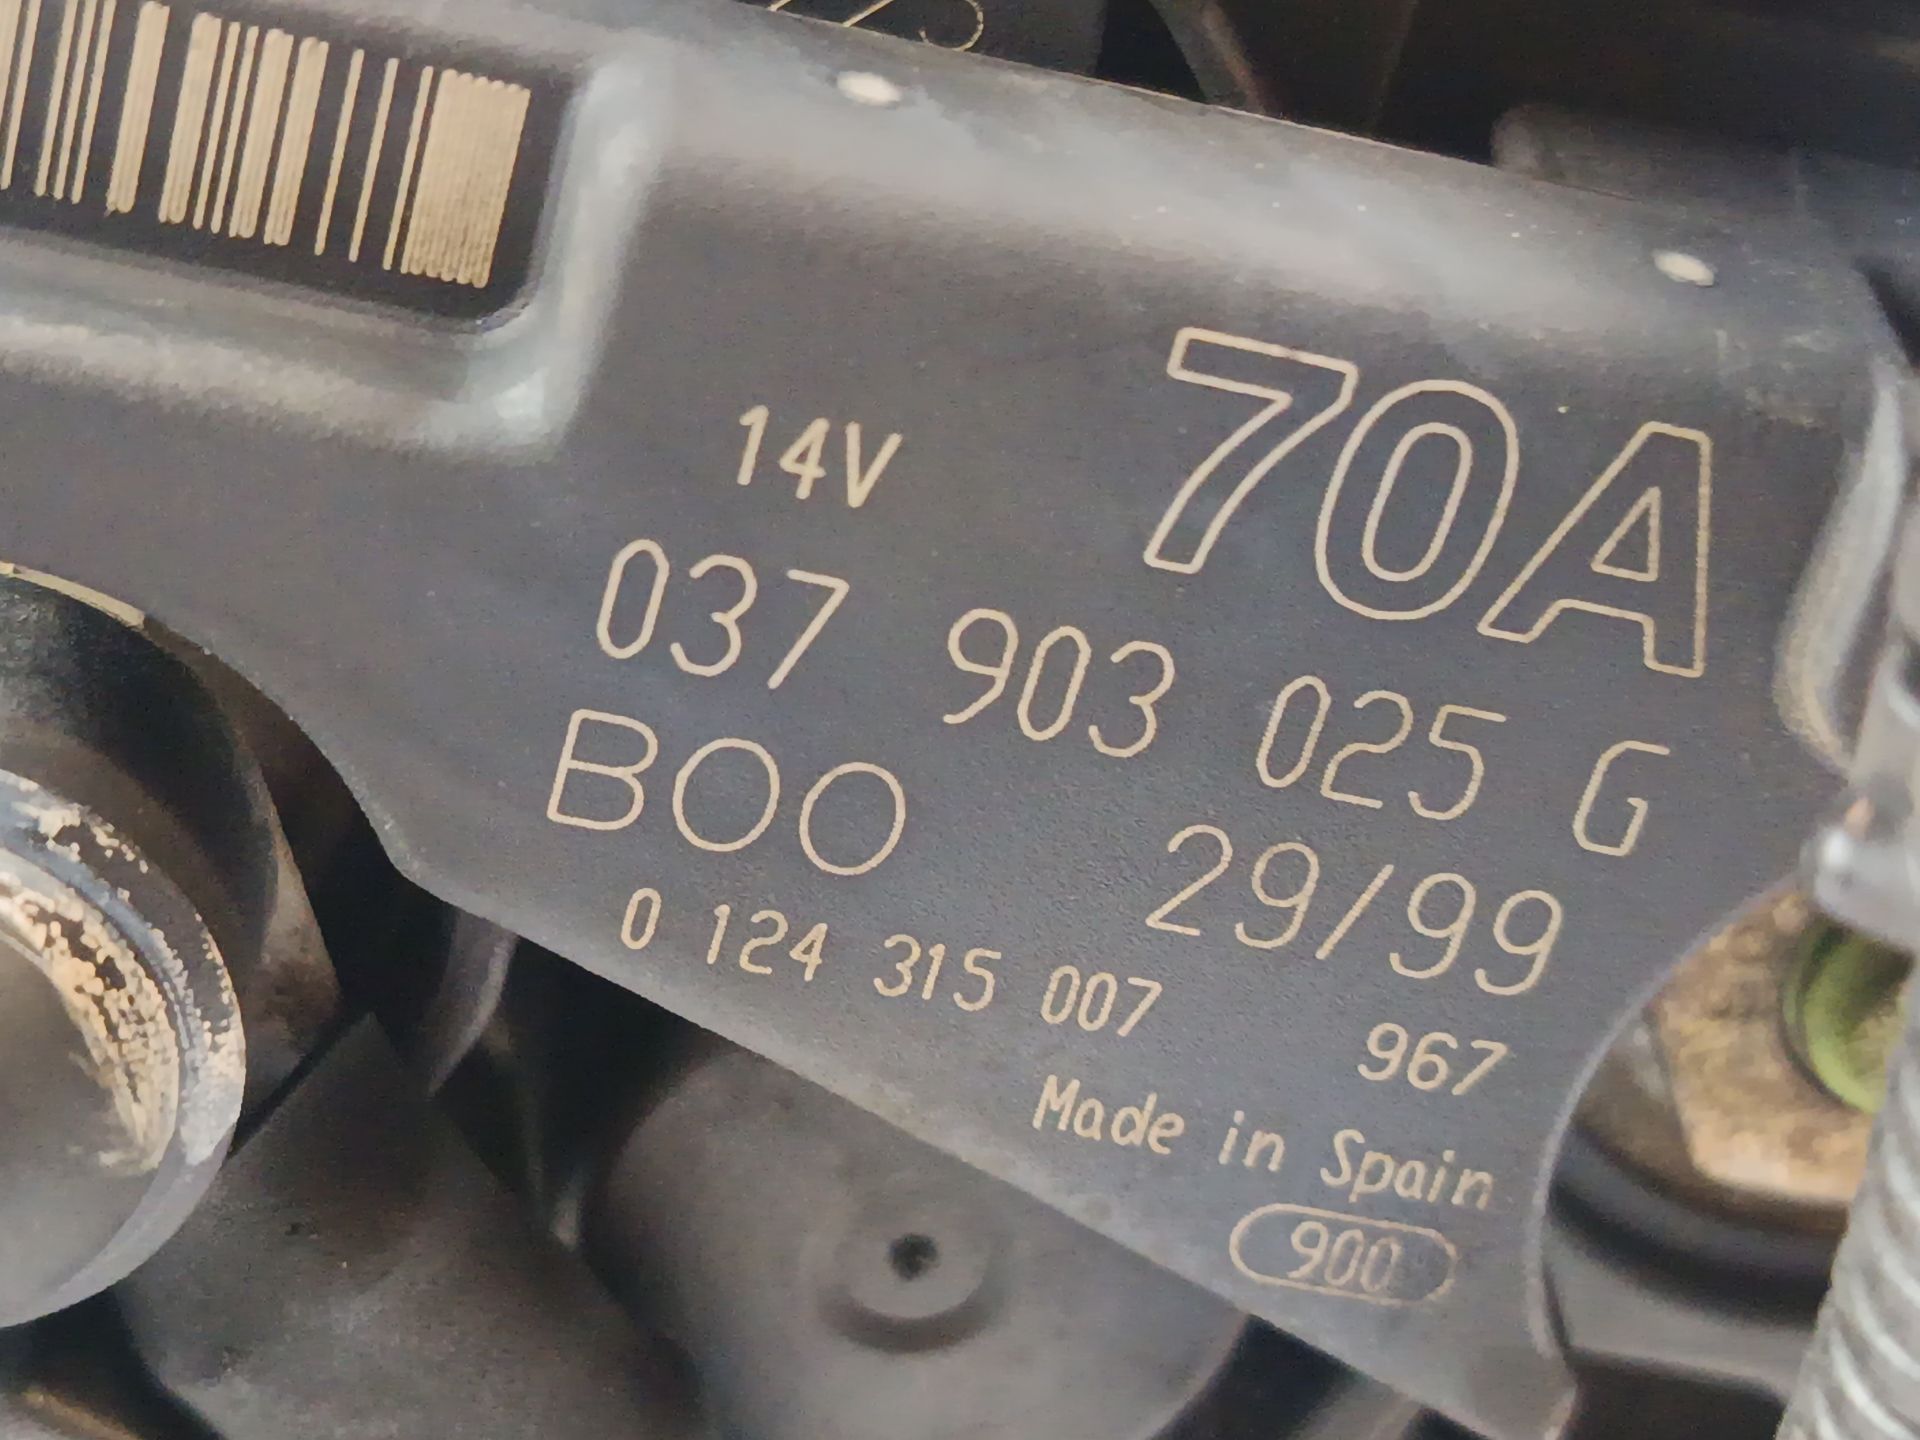 70A
14V
037 903 025 G
BOO 29/99
0 124 315 007
967
Made in Spain
900